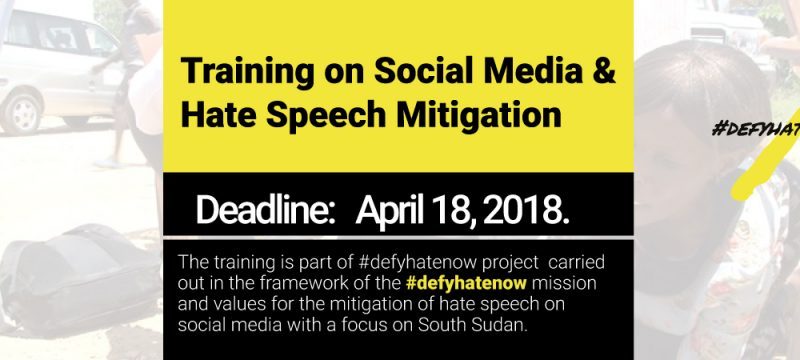 Training on Social Media &
Hate Speech Mitigation
#DEFYHAT
Deadline: April 18, 2018.
The training is part of #defyhatenow project carried
out in the framework of the #defyhatenow mission
and values for the mitigation of hate speech on
social media with a focus on South Sudan.